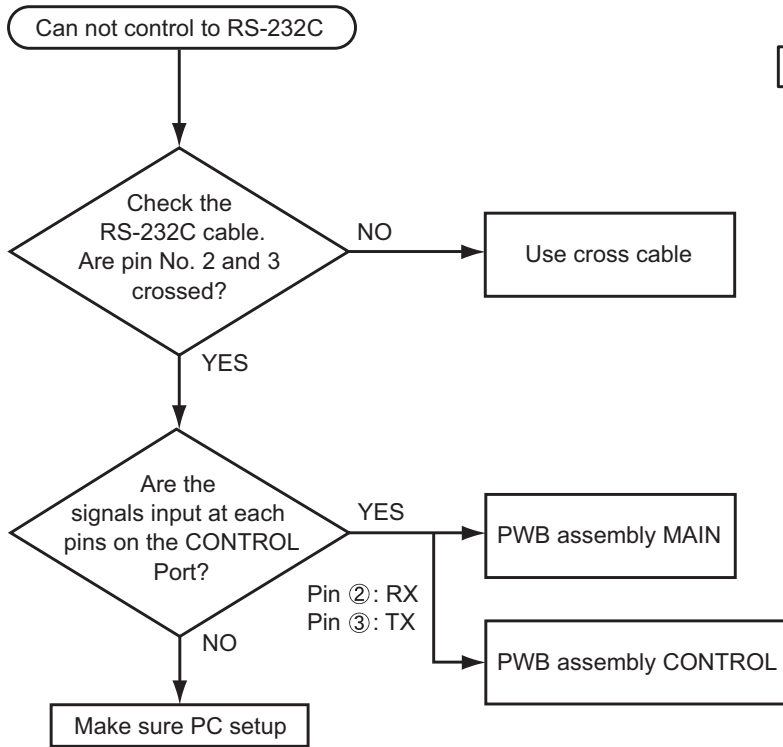 Can not control to RS-232C
Check the
RS-232C cable.
Are pin No. 2 and 3
crossed?
NO
Use cross cable
YES
Are the
signals input at each
pins on the CONTROL
Port?
YES
PWB assembly MAIN
Pin ②: RX
Pin ③: TX
PWB assembly CONTROL
NO
Make sure PC setup